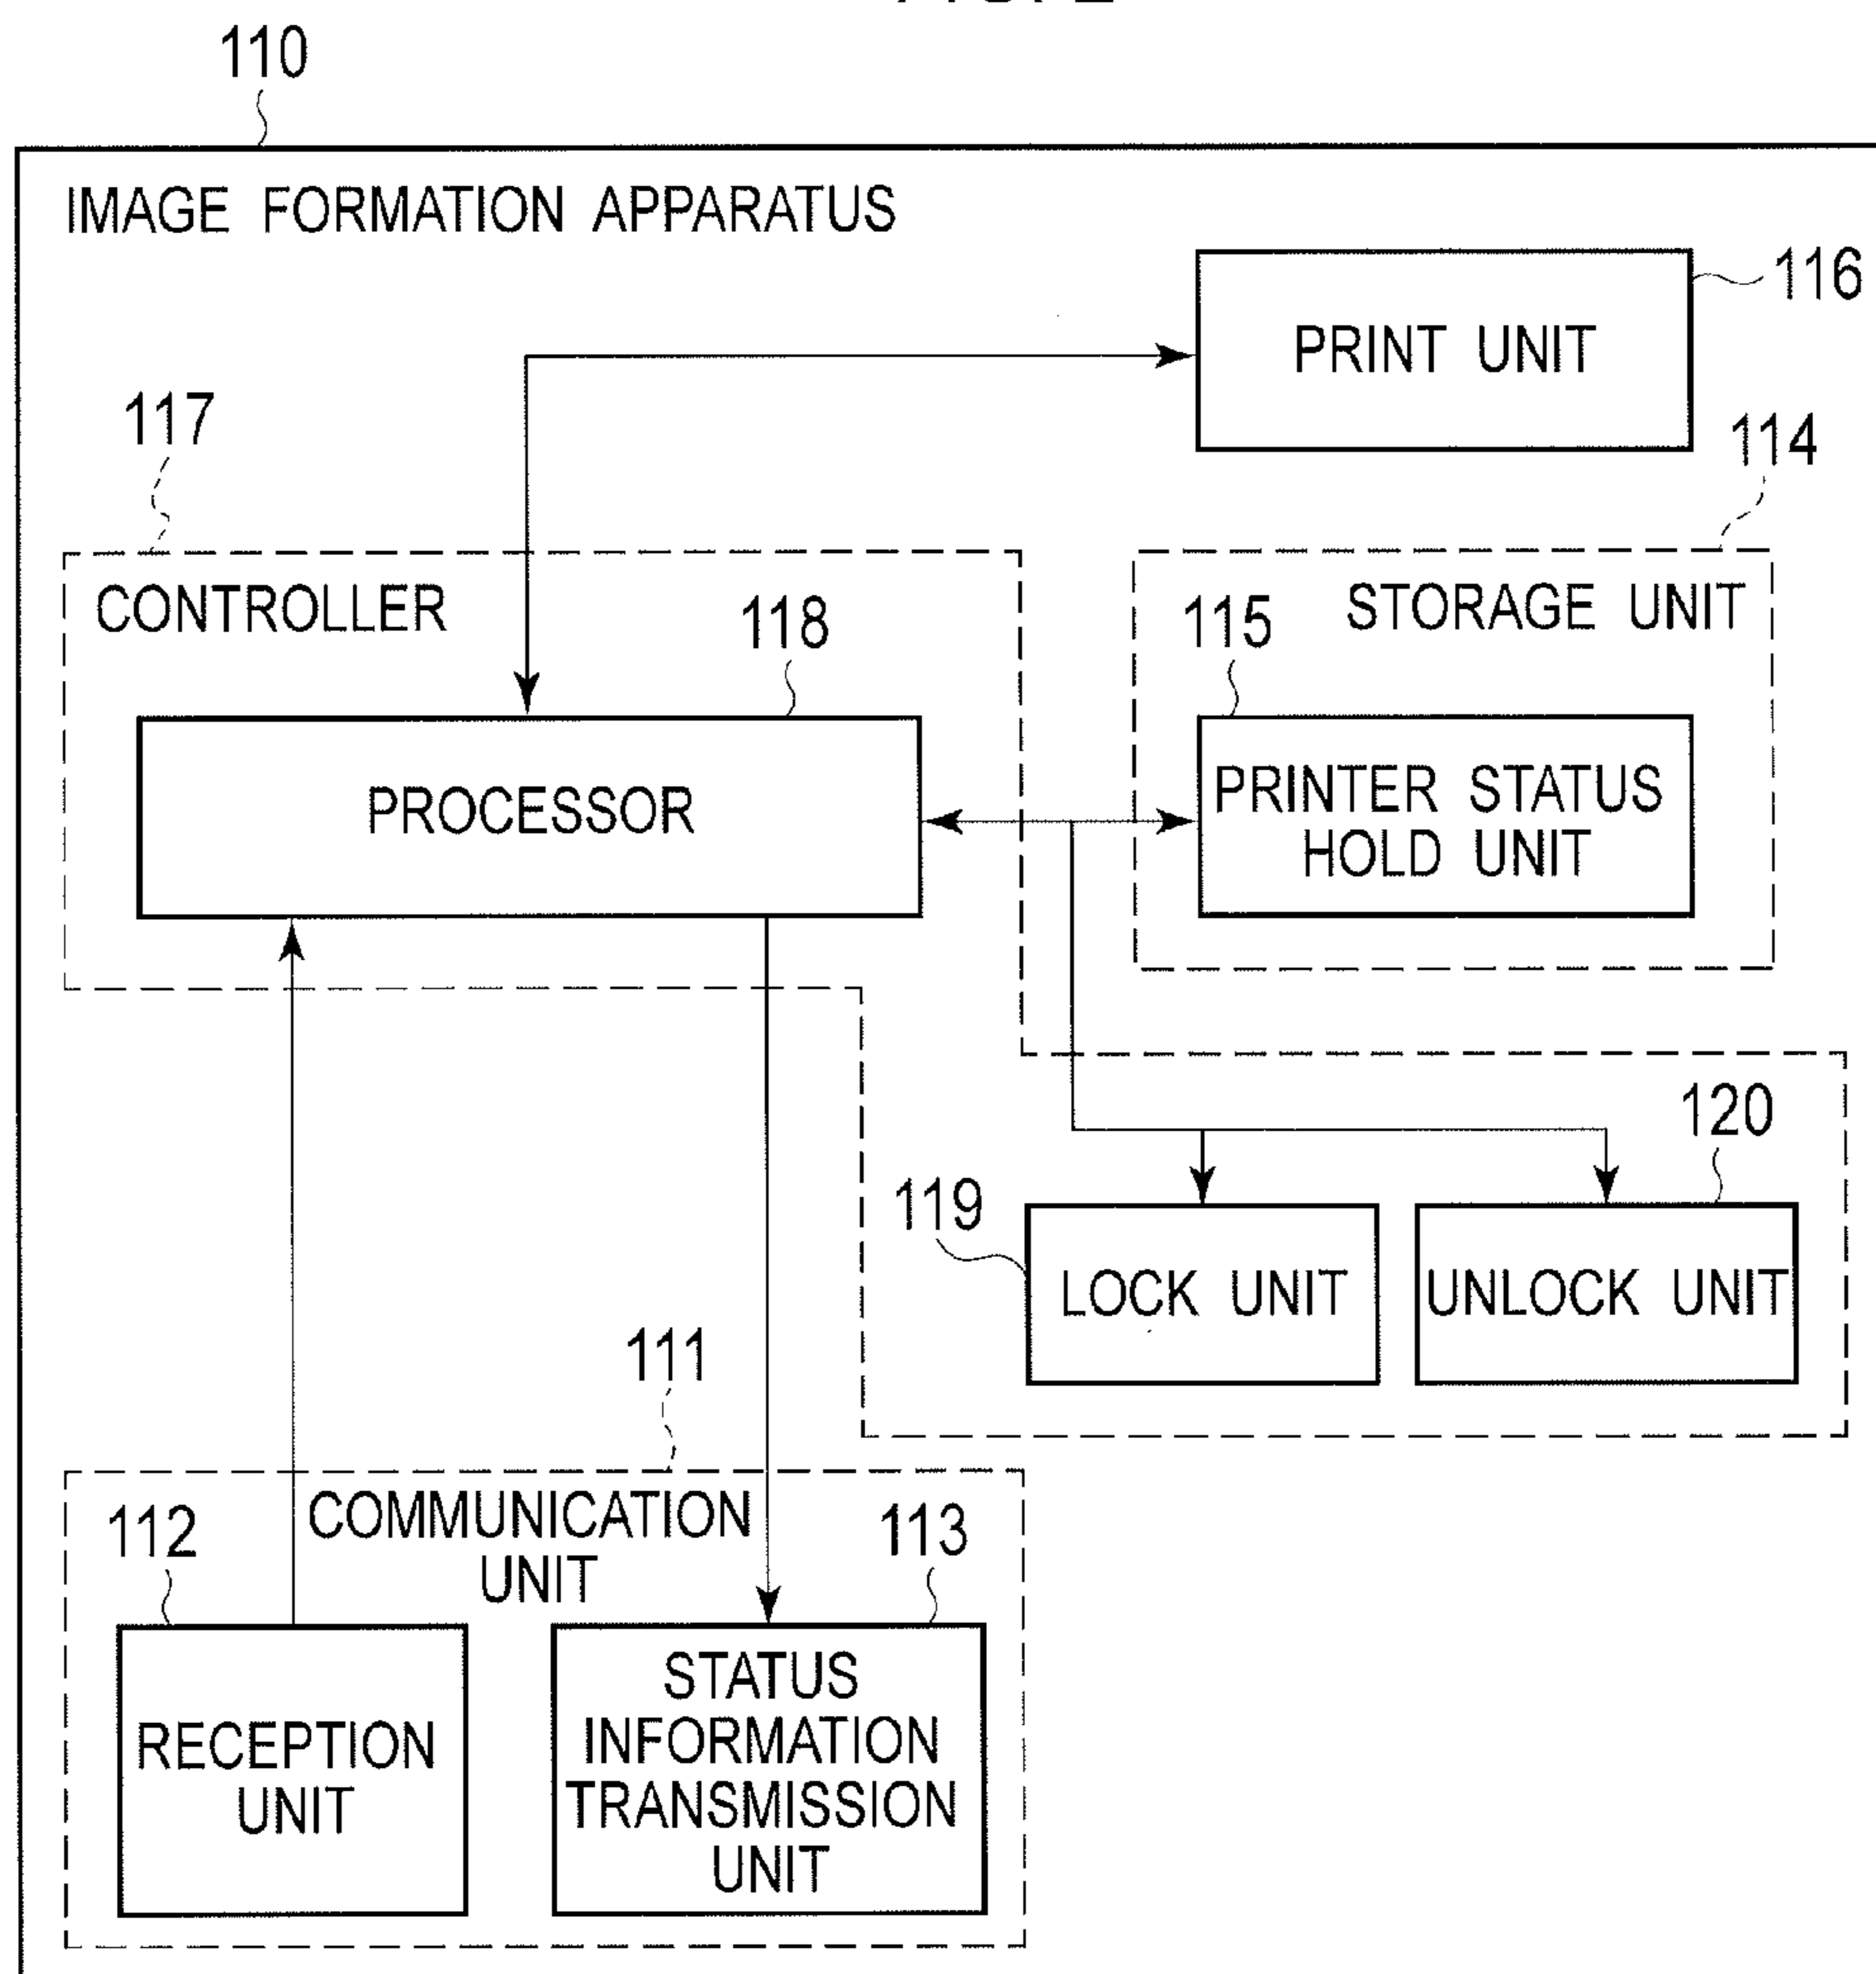 110
IMAGE FORMATION APPARATUS
116
PRINT UNIT
117
114
CONTROLLER
118
115
STORAGE UNIT
PROCESSOR
PRINTER STATUS
HOLD UNIT
120
119
LOCK UNIT
UNLOCK UNIT
111
112
COMMUNICATION
UNIT
113
RECEPTION
UNIT
STATUS
INFORMATION
TRANSMISSION
UNIT